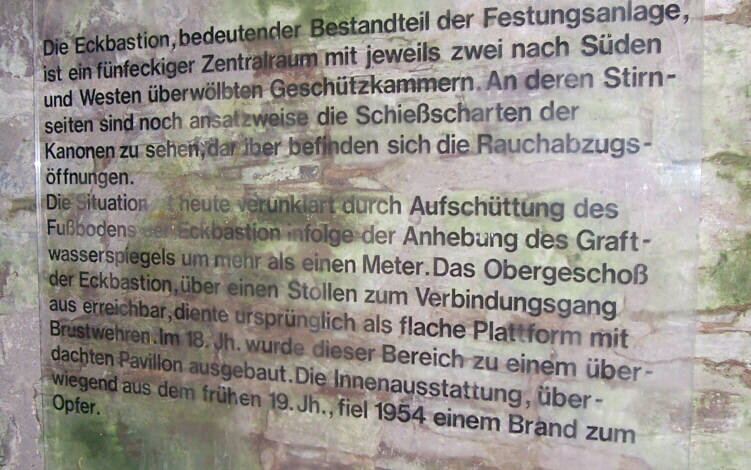 Die Eckbastion, bedeutender Bestandteil der Festungsanlage,
ist ein fünfeckiger Zentralraum mit jeweils zwei nach Süden
und Westen überwölbten Geschützkammern. An deren Stirn-
seiten sind noch ansatzweise die Schießscharten der
Kanonen zu sehen, darüber befinden sich die Rauchabzugs-
öffnungen.
Die Situation ist heute verunklärt durch Aufschüttung des
Fußbodens der Eckbastion infolge der Anhebung des Graft-
wasserspiegels um mehr als einen Meter. Das Obergeschoß
der Eckbastion, über einen Stollen zum Verbindungsgang
aus erreichbar, diente ursprünglich als flache Plattform mit
Brustwehren. Im 18. Jh. wurde dieser Bereich zu einem über-
dachten Pavillon ausgebaut. Die Innenausstattung, über-
wiegend aus dem frühen 19. Jh., fiel 1954 einem Brand zum
Opfer.